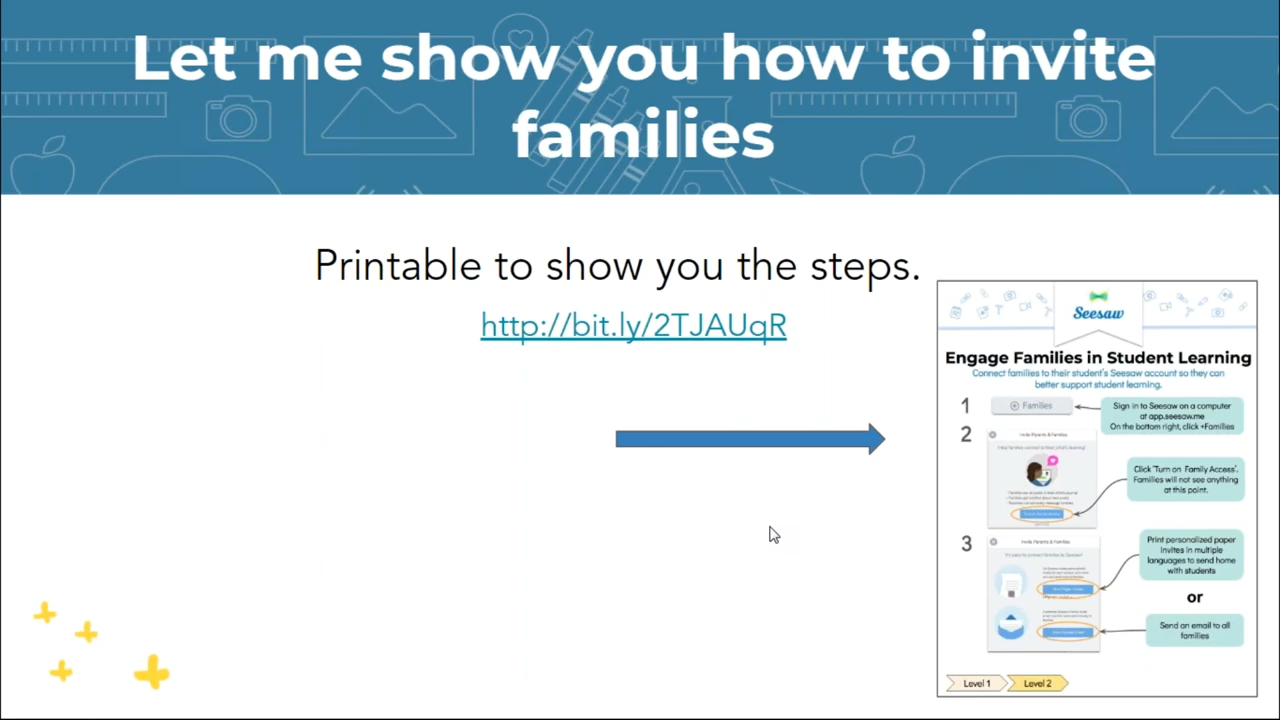 Let me show you how to invite
families
Printable to show you the steps.
http://bit.ly/2TJAUqR
Seesaw
Engage Families in Student Learning
Connect families to their student's Seesaw account so they can
better support student learning.
1
Families
Sign in to Seesaw on a computer
at app.seesaw.me
On the bottom right, click +Families
2
Invite Parents & Families
Click 'Turn on Family Access'.
Families will not see anything
at this point.
3
Invite Parents & Families
Print personalized paper
invites in multiple
languages to send home
with students
or
Send an email to all
families
Level 1
Level 2